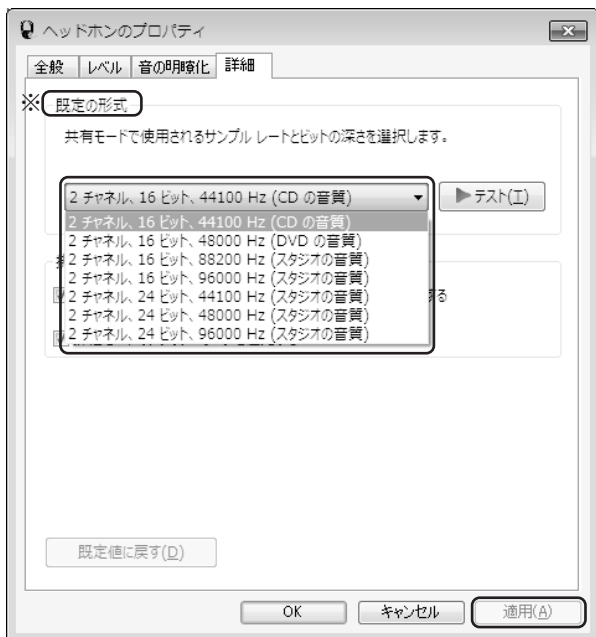 ヘッドホンのプロパティ
全般 レベル 音の明瞭化 詳細
※ 既定の形式
共有モードで使用されるサンプル レートとビットの深さを選択します。
2 チャネル、16 ビット、44100 Hz (CD の音質) テスト(T)
2 チャネル、16 ビット、44100 Hz (CD の音質)
2 チャネル、16 ビット、48000 Hz (DVD の音質)
2 チャネル、16 ビット、88200 Hz (スタジオの音質)
2 チャネル、16 ビット、96000 Hz (スタジオの音質)
2 チャネル、24 ビット、44100 Hz (スタジオの音質) する
2 チャネル、24 ビット、48000 Hz (スタジオの音質)
2 チャネル、24 ビット、96000 Hz (スタジオの音質)
既定値に戻す(D)
OK キャンセル 適用(A)